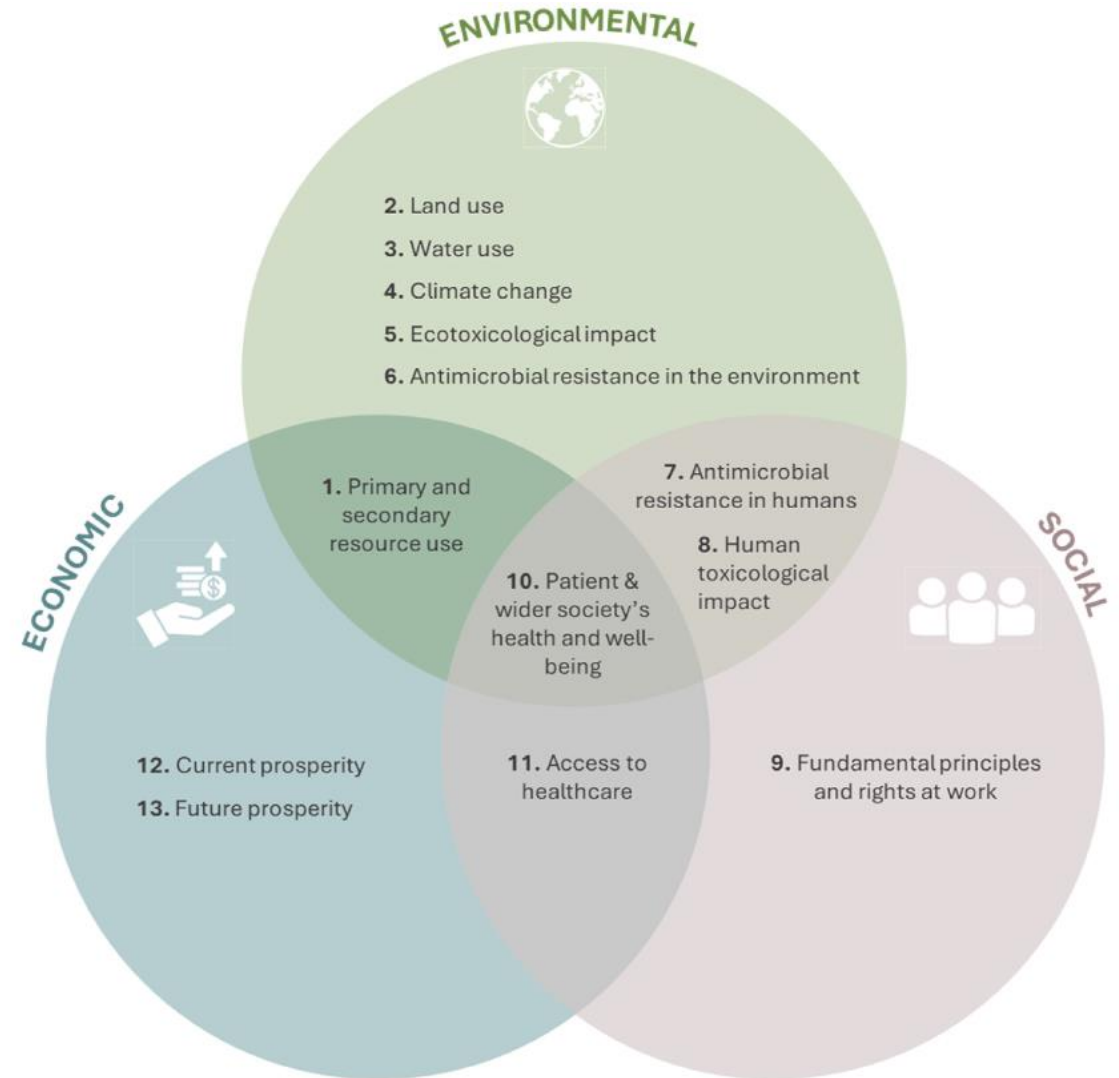 ENVIRONMENTAL
2. Land use
3. Water use
4. Climate change
5. Ecotoxicological impact
6. Antimicrobial resistance in the environment
ECONOMIC
1. Primary and
secondary
resource use
7. Antimicrobial
resistance in humans
8. Human
toxicological
impact
SOCIAL
$
10. Patient &
wider society’s
health and well-
being
12. Current prosperity
13. Future prosperity
11. Access to
healthcare
9. Fundamental principles
and rights at work